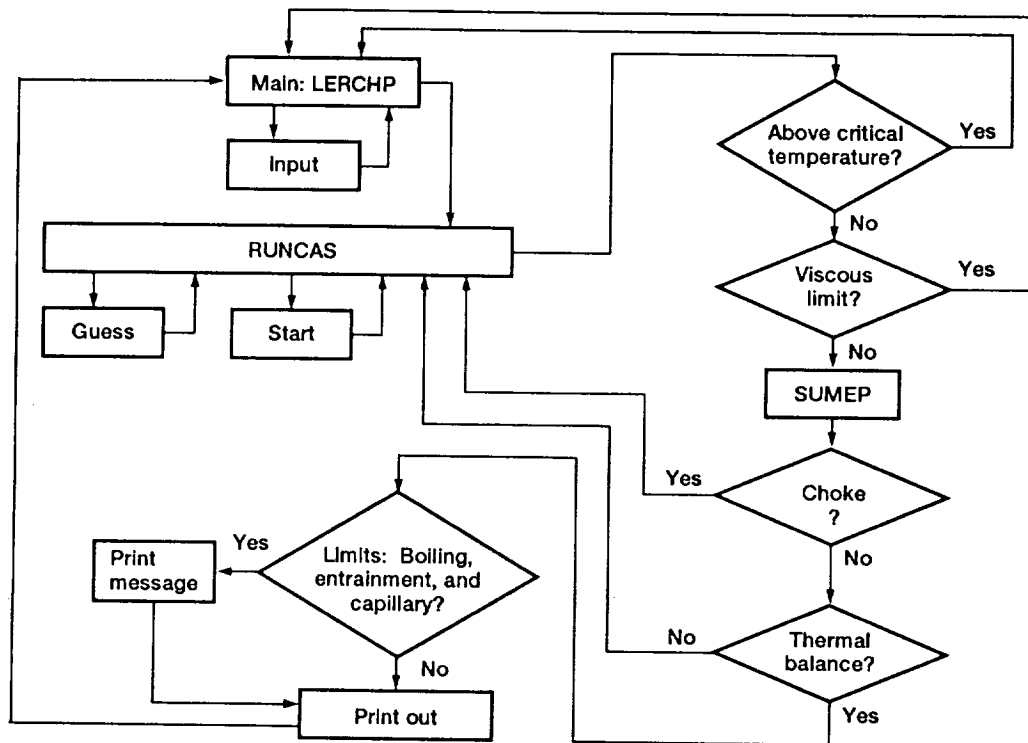 Main: LERCHP
Input
RUNCAS
Guess
Start
Above critical
temperature?
Yes
No
Viscous
limit?
Yes
No
SUMEP
Choke
?
Yes
No
Thermal
balance?
No
Yes
Limits: Boiling,
entrainment, and
capillary?
Yes
No
Print
message
Print out